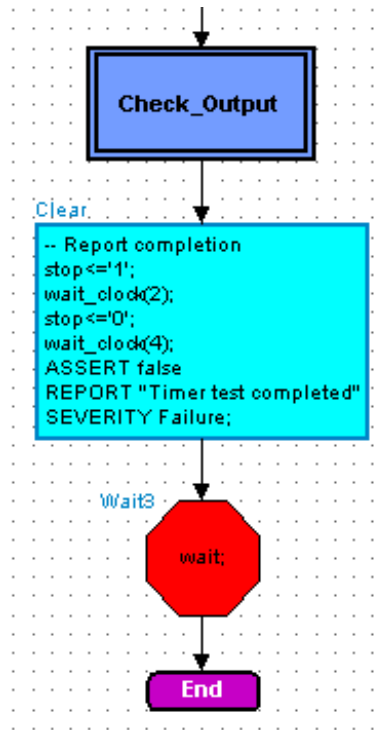 Check_Output
Clear
-- Report completion
stop<='1';
wait_clock(2);
stop<='0';
wait_clock(4);
ASSERT false
REPORT "Timer test completed"
SEVERITY Failure;
Wait3
wait;
End